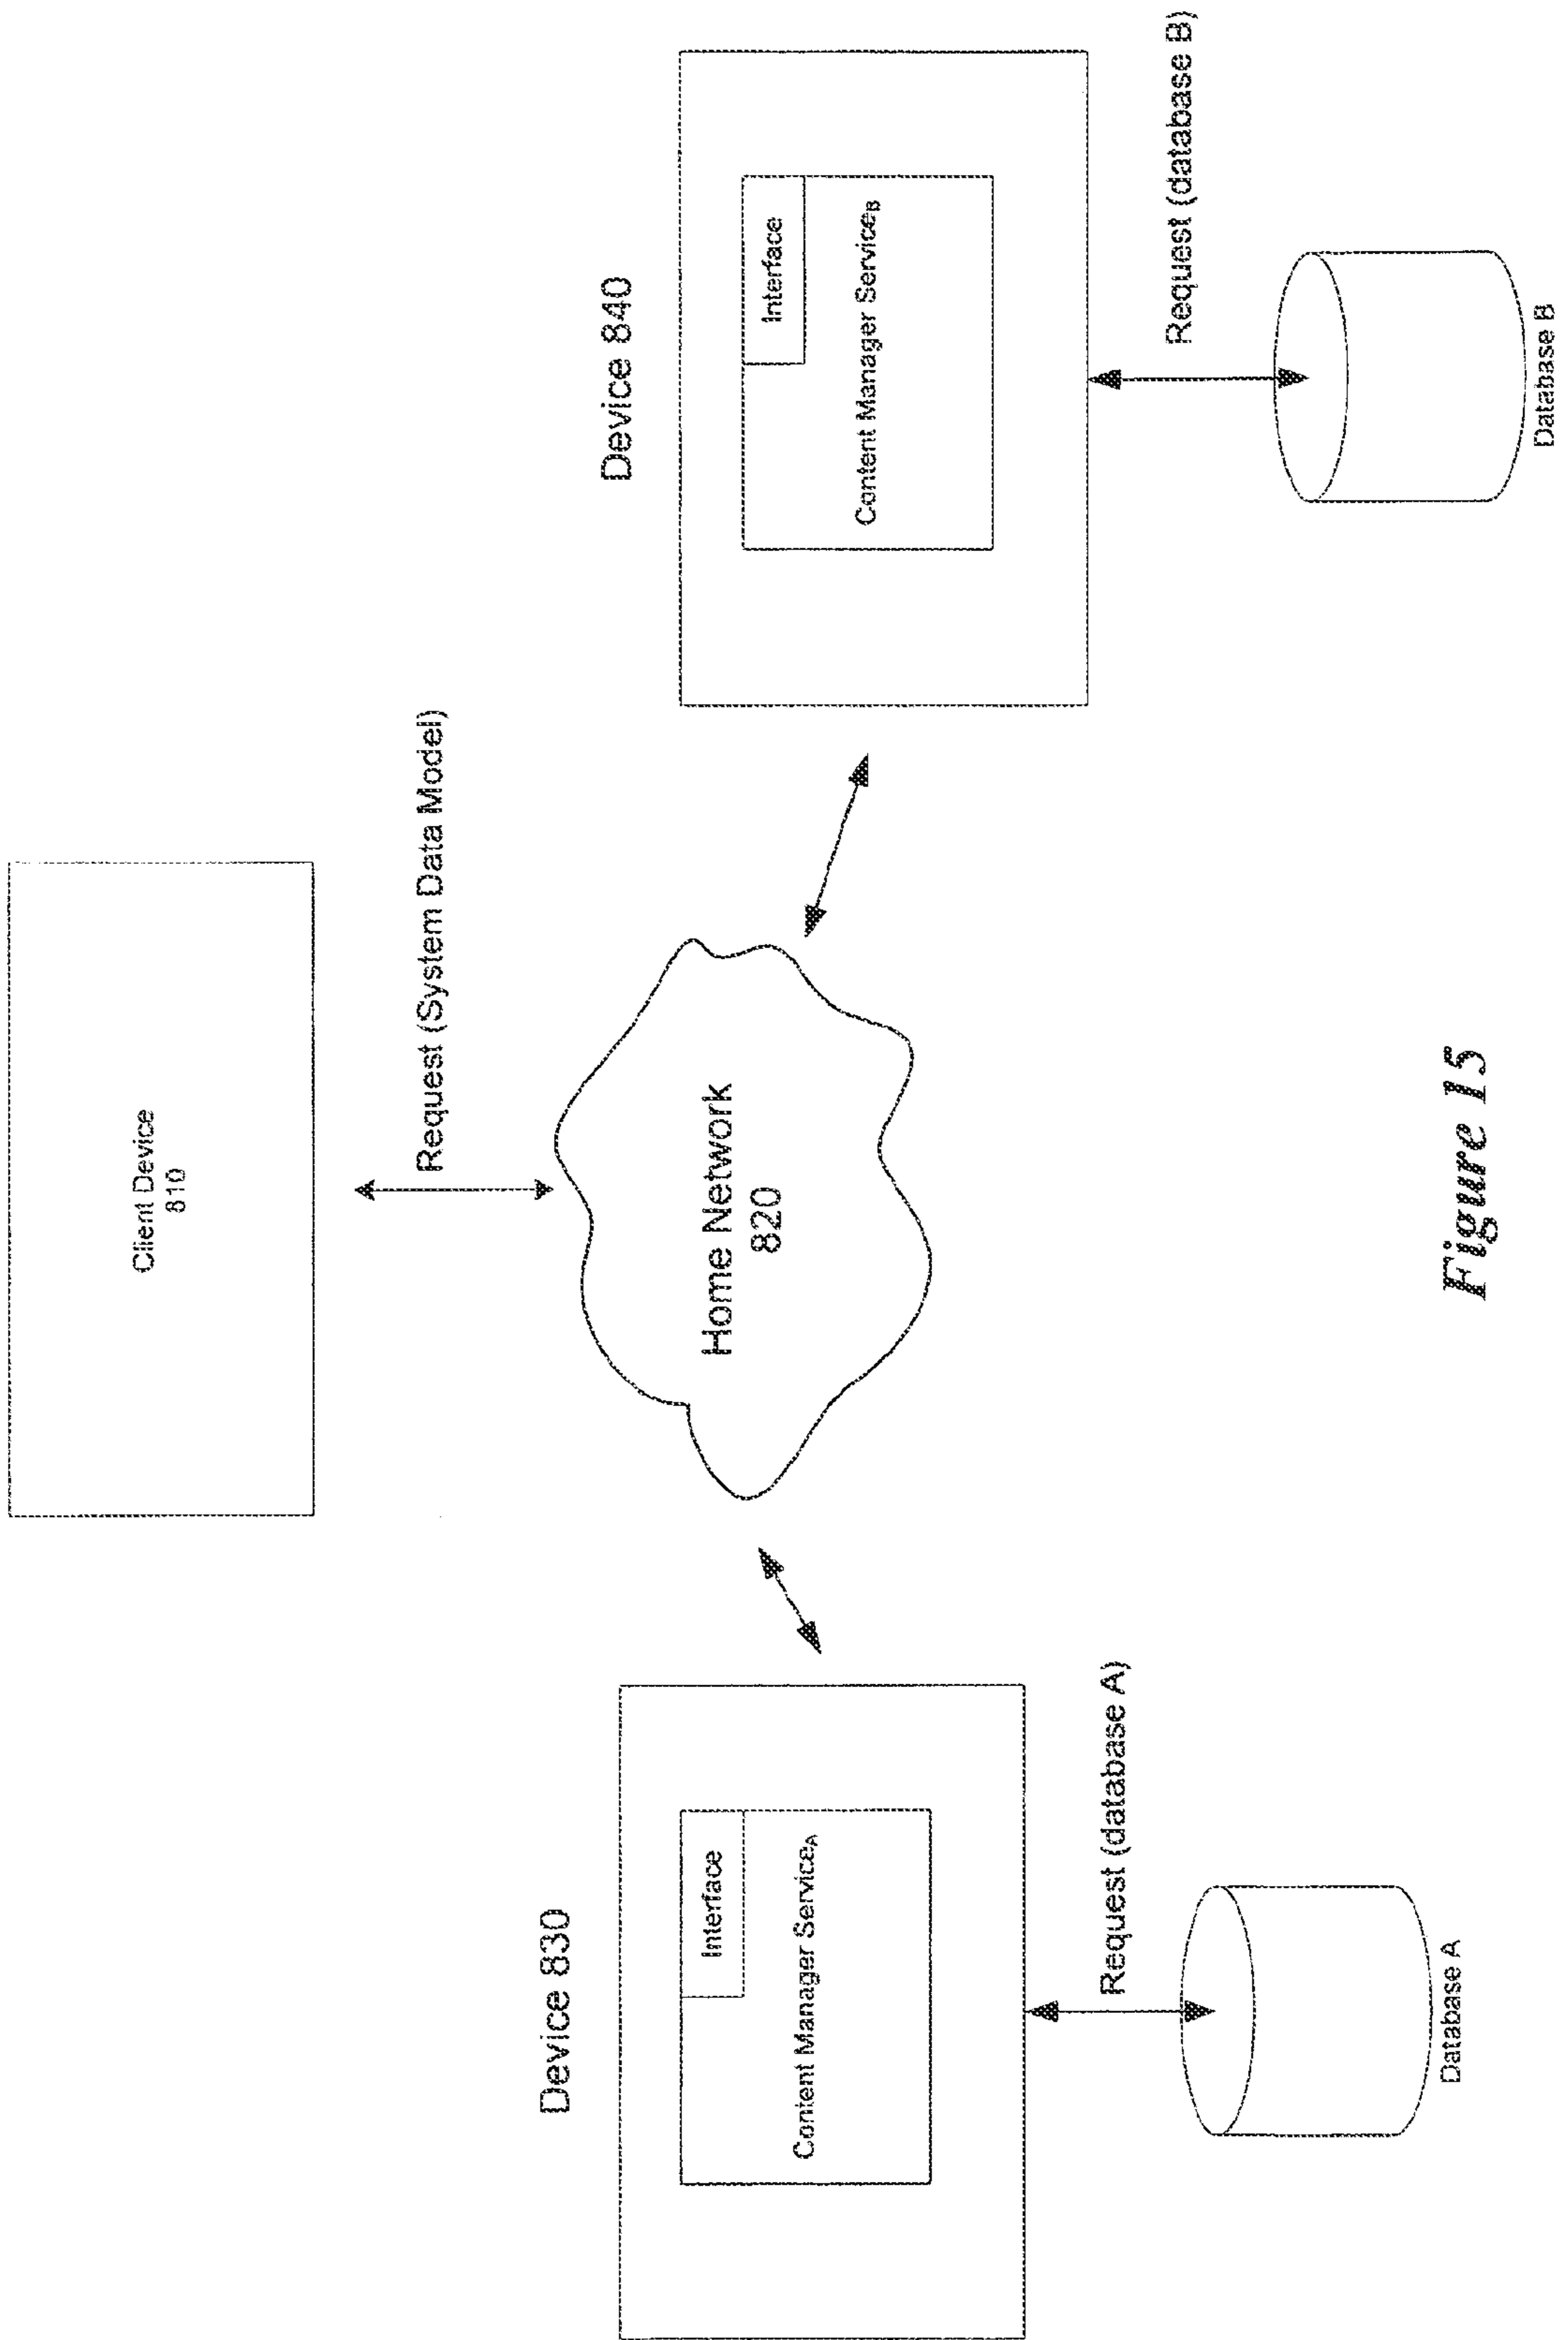 Client Device
810
Request (System Data Model)
Device 830
Interface
Content Manager ServiceA
Request (database A)
Database A
Home Network
820
Device 840
Interface
Content Manager ServiceB
Request (database B)
Database B
Figure 15